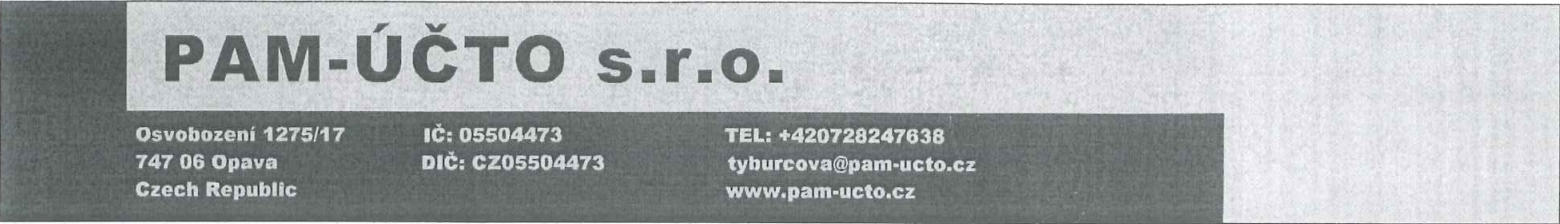 PAM-ÚČTO s.r.o.
Osvobození 1275/17 IČ: 05504473 TEL: +420728247638
747 06 Opava DIČ: CZ05504473 tyburcova@pam-ucto.cz
Czech Republic www.pam-ucto.cz